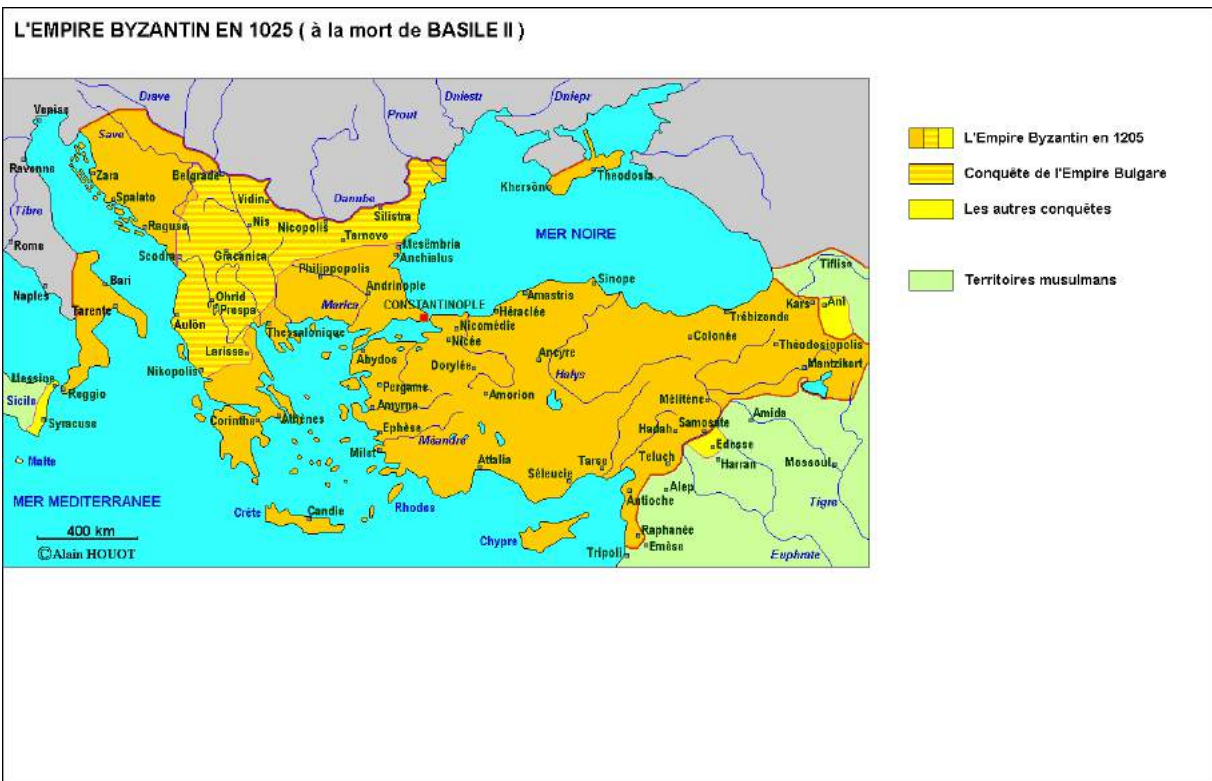 L'EMPIRE BYZANTIN EN 1025 ( à la mort de BASILE II )
Drave
Dniestr
Dniepr
Venise
Prout
Save
Ravenne
Zara
Belgrade
Khersône
Theodosia
L'Empire Byzantin en 1205
Conquête de l'Empire Bulgare
Les autres conquêtes
Territoires musulmans
Tibre
Spalato
Vidin
Danube
Silistra
Raguse
Nis
Nicopolis
Tarnovo
MER NOIRE
Rome
Scodra
Gracanica
Mesëmbria
Anchialus
Tiflis
Naples
Bari
Philippopolis
Andrinople
Sinope
Ohrid
Prespa
Marica
CONSTANTINOPLE
Amastris
Kars
Ani
Tarente
Aulôn
Thessalonique
Héraclée
Nicomédie
Nicée
Trébizonde
Colonée
Théodosiopolis
Larissa
Abydos
Dorylée
Ancyre
Halys
Mantzikert
Nikopolis
Messine
Reggio
Pergame
Amorion
Mélitène
Sicile
Syracuse
Corinthe
Athènes
Amyrna
Ephèse
Méandre
Hadah
Samosate
Amida
Edesse
Malte
Milet
Attalia
Séleucie
Tarse
Teluch
Harran
Mossoul
MER MEDITERRANEE
Crète
Candie
Rhodes
Antioche
Alep
Tigre
400 km
©Alain HOUOT
Chypre
Raphanée
Emèse
Tripoli
Euphrate